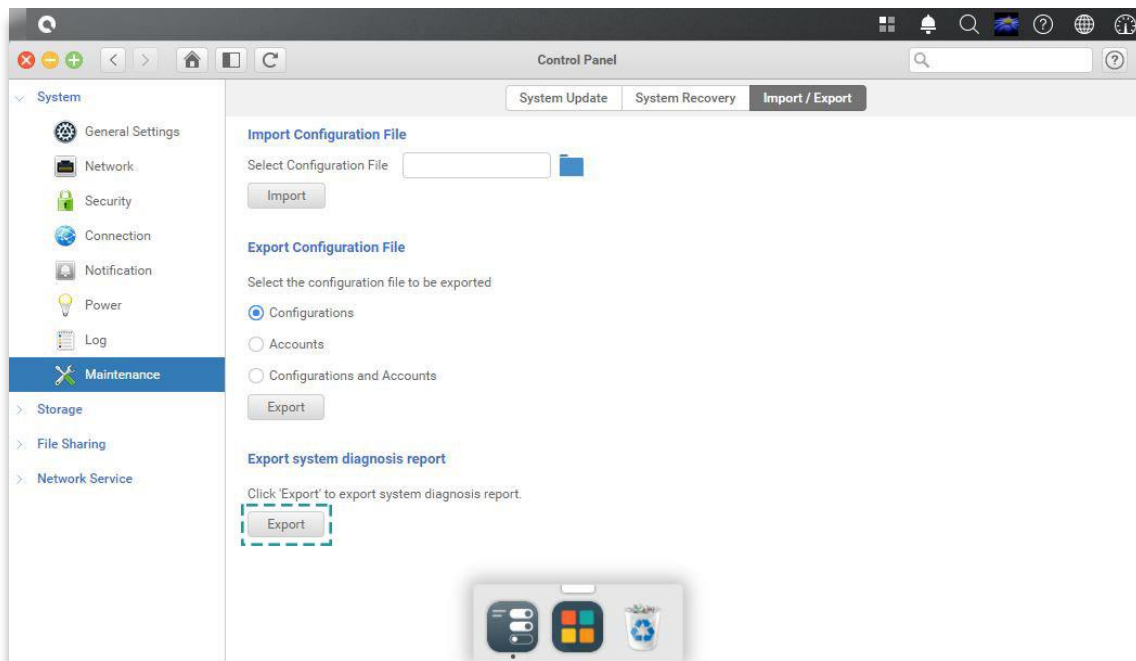 Control Panel
System
General Settings
Network
Security
Connection
Notification
Power
Log
Maintenance
Storage
File Sharing
Network Service
System Update
System Recovery
Import / Export
Import Configuration File
Select Configuration File
Import
Export Configuration File
Select the configuration file to be exported
Configurations
Accounts
Configurations and Accounts
Export
Export system diagnosis report
Click 'Export' to export system diagnosis report.
Export